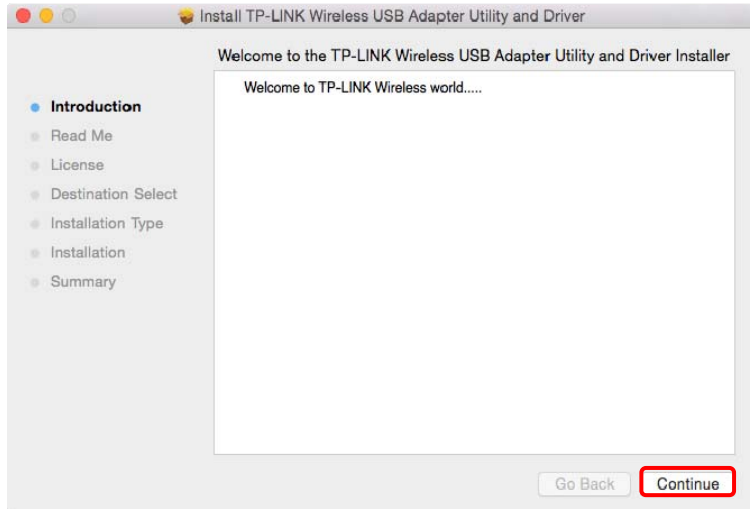 Install TP-LINK Wireless USB Adapter Utility and Driver
Welcome to the TP-LINK Wireless USB Adapter Utility and Driver Installer
Welcome to TP-LINK Wireless world.....
Introduction
Read Me
License
Destination Select
Installation Type
Installation
Summary
Go Back
Continue